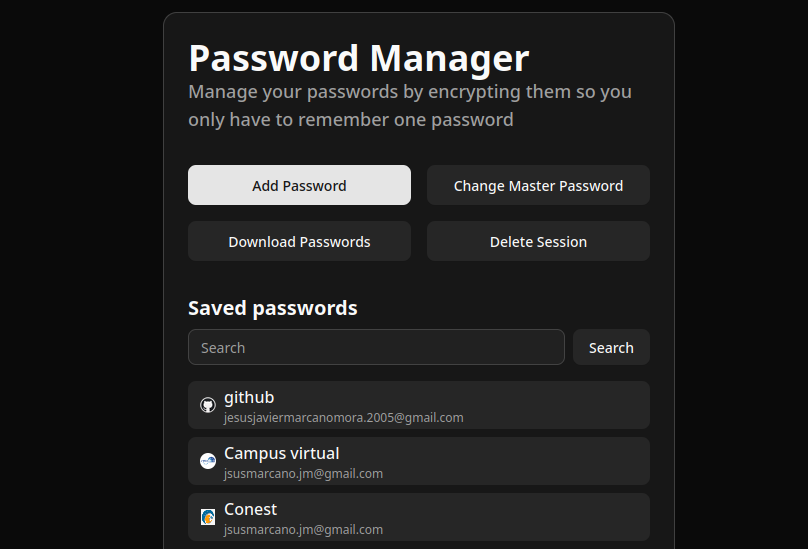 Password Manager
Manage your passwords by encrypting them so you
only have to remember one password
Add Password
Change Master Password
Download Passwords
Delete Session
Saved passwords
Search
Search
github
jesusjaviermarcanomora.2005@gmail.com
Campus virtual
jsusmarcano.jm@gmail.com
Conest
jsusmarcano.jm@gmail.com